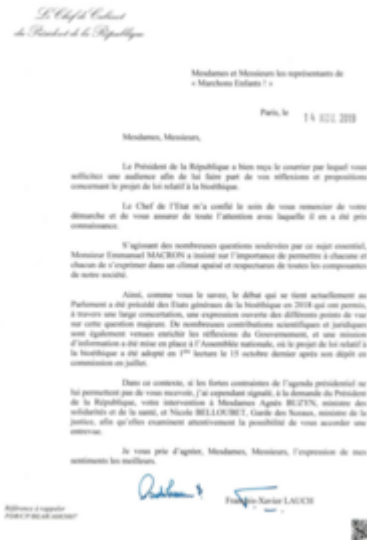 Le Chef de Cabinet
du Président de la République
Mesdames et Messieurs les représentants de
« Marchons Enfants ! »
Paris, le 14 NOV. 2019
Mesdames, Messieurs,
Le Président de la République a bien reçu le courrier par lequel vous
sollicitez une audience afin de lui faire part de vos réflexions et propositions
concernant le projet de loi relatif à la bioéthique.
Le Chef de l'Etat m'a confié le soin de vous remercier de votre
démarche et de vous assurer de toute l'attention avec laquelle il en a été pris
connaissance.
S'agissant des nombreuses questions soulevées par ce sujet essentiel,
Monsieur Emmanuel MACRON a insisté sur l'importance de permettre à chacune et
chacun de s'exprimer dans un climat apaisé et respectueux de toutes les composantes
de notre société.
Ainsi, comme vous le savez, le débat qui se tient actuellement au
Parlement a été précédé des Etats généraux de la bioéthique en 2018 qui ont permis,
à travers une large concertation, une expression ouverte des différents points de vue
sur cette question majeure. De nombreuses contributions scientifiques et juridiques
sont également venues enrichir les réflexions du Gouvernement, et une mission
d'information a été mise en place à l'Assemblée nationale, où le projet de loi relatif à
la bioéthique a été adopté en 1ère lecture le 15 octobre dernier après son dépôt en
commission en juillet.
Dans ce contexte, si les fortes contraintes de l'agenda présidentiel ne
lui permettent pas de vous recevoir, j'ai cependant signalé, à la demande du Président
de la République, votre intervention à Mesdames Agnès BUZYN, ministre des
solidarités et de la santé, et Nicole BELLOUBET, Garde des Sceaux, ministre de la
justice, afin qu'elles examinent attentivement la possibilité de vous accorder une
entrevue.
Je vous prie d'agréer, Mesdames, Messieurs, l'expression de mes
sentiments les meilleurs.
François-Xavier LAUCH
Référence à rappeler